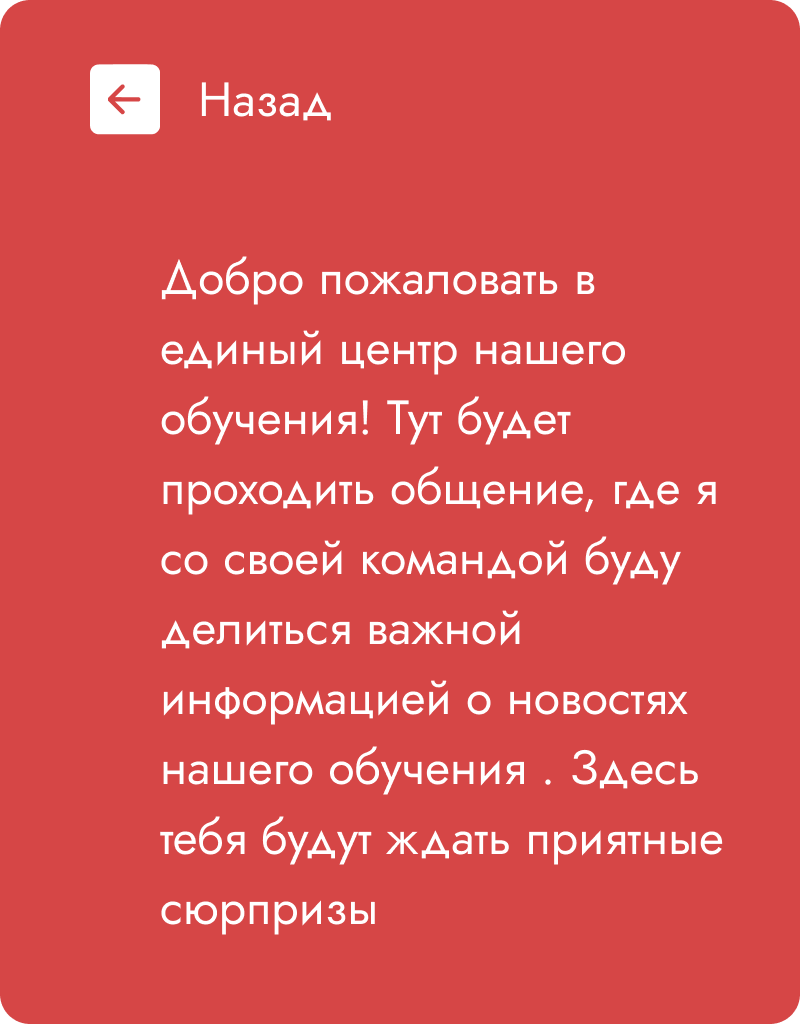 Назад
Добро пожаловать в
единый центр нашего
обучения! Тут будет
проходить общение, где я
со своей командой буду
делиться важной
информацией о новостях
нашего обучения . Здесь
тебя будут ждать приятные
сюрпризы